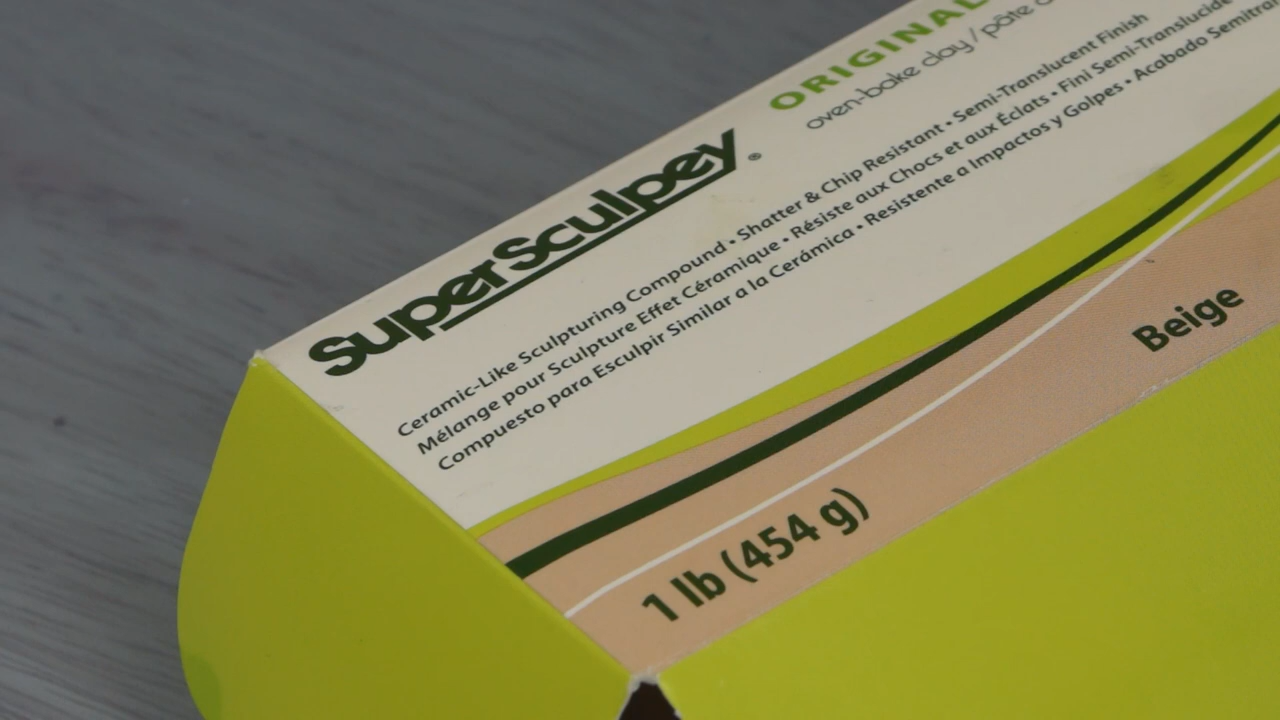 SuperSculpey®
ORIGINAL
oven-bake clay / pâte
Ceramic-Like Sculpturing Compound • Shatter & Chip Resistant • Semi-Translucent Finish
Mélange pour Sculpture Effet Céramique • Résiste aux Chocs et aux Éclats • Fini Semi-Translucide
Compuesto para Esculpir Similar a la Cerámica • Resistente a Impactos y Golpes • Acabado
Beige
1 lb (454 g)